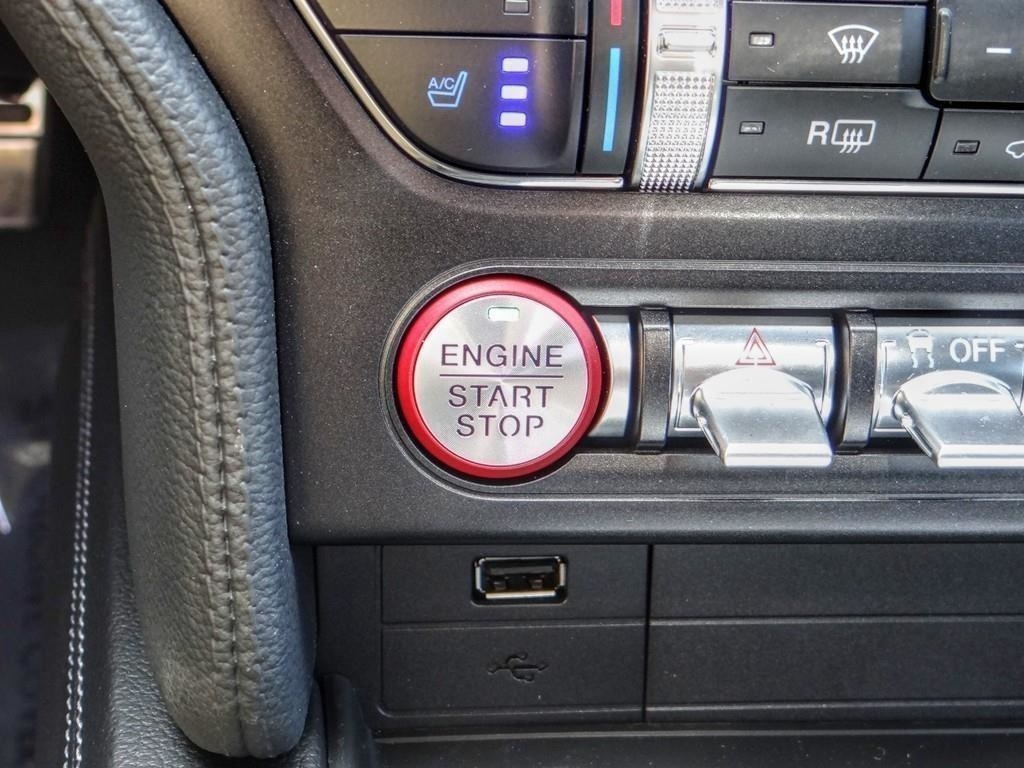 A/C
R
ENGINE
START
STOP
OFF